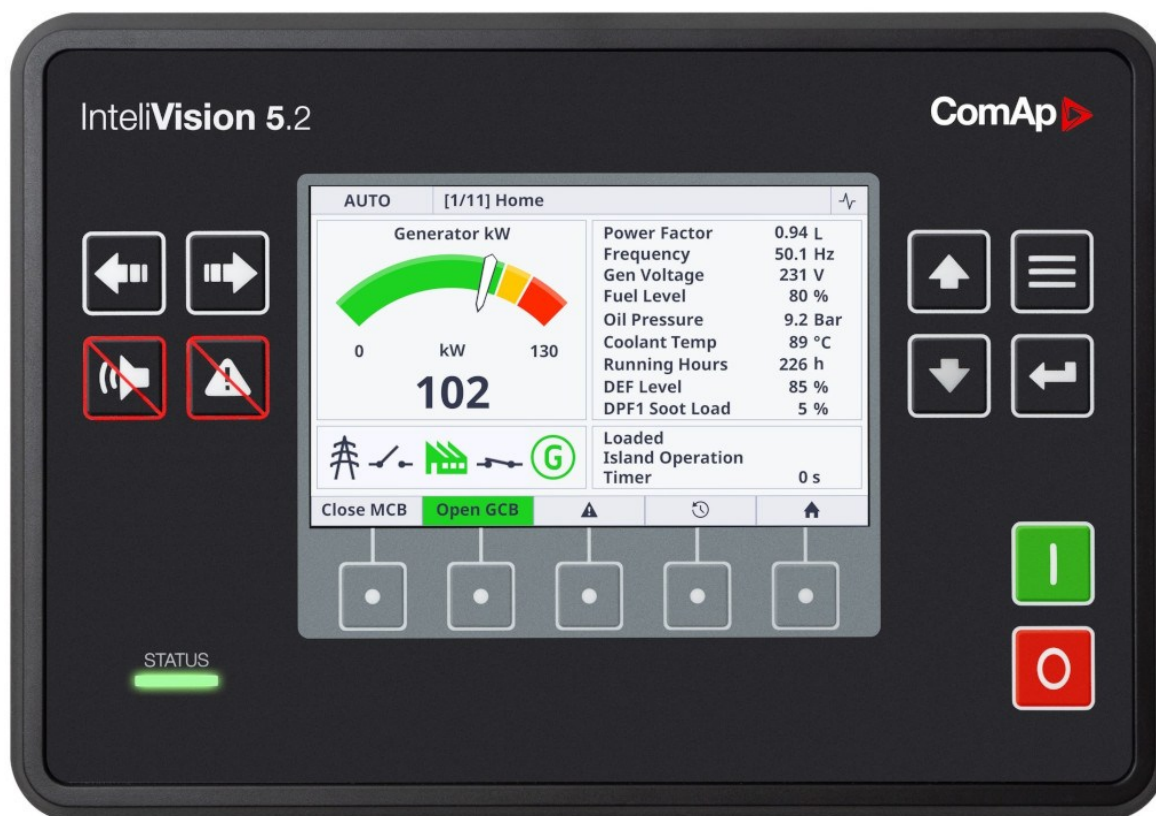 InteliVision 5.2
ComAp
AUTO [1/11] Home
Generator kW
0 kW 130
102
Power Factor 0.94 L
Frequency 50.1 Hz
Gen Voltage 231 V
Fuel Level 80 %
Oil Pressure 9.2 Bar
Coolant Temp 89 °C
Running Hours 226 h
DEF Level 85 %
DPF1 Soot Load 5 %
G
Loaded
Island Operation
Timer 0 s
Close MCB Open GCB
STATUS
I
O